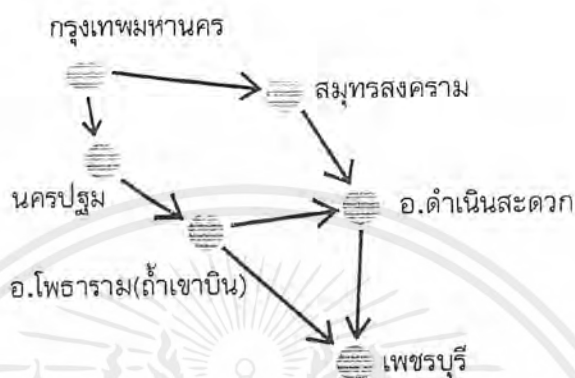 กรุงเทพมหานคร
สมุทรสงคราม
นครปฐม
อ.ดำเนินสะดวก
อ.โพธาราม(ถ้ำเขาบิน)
เพชรบุรี